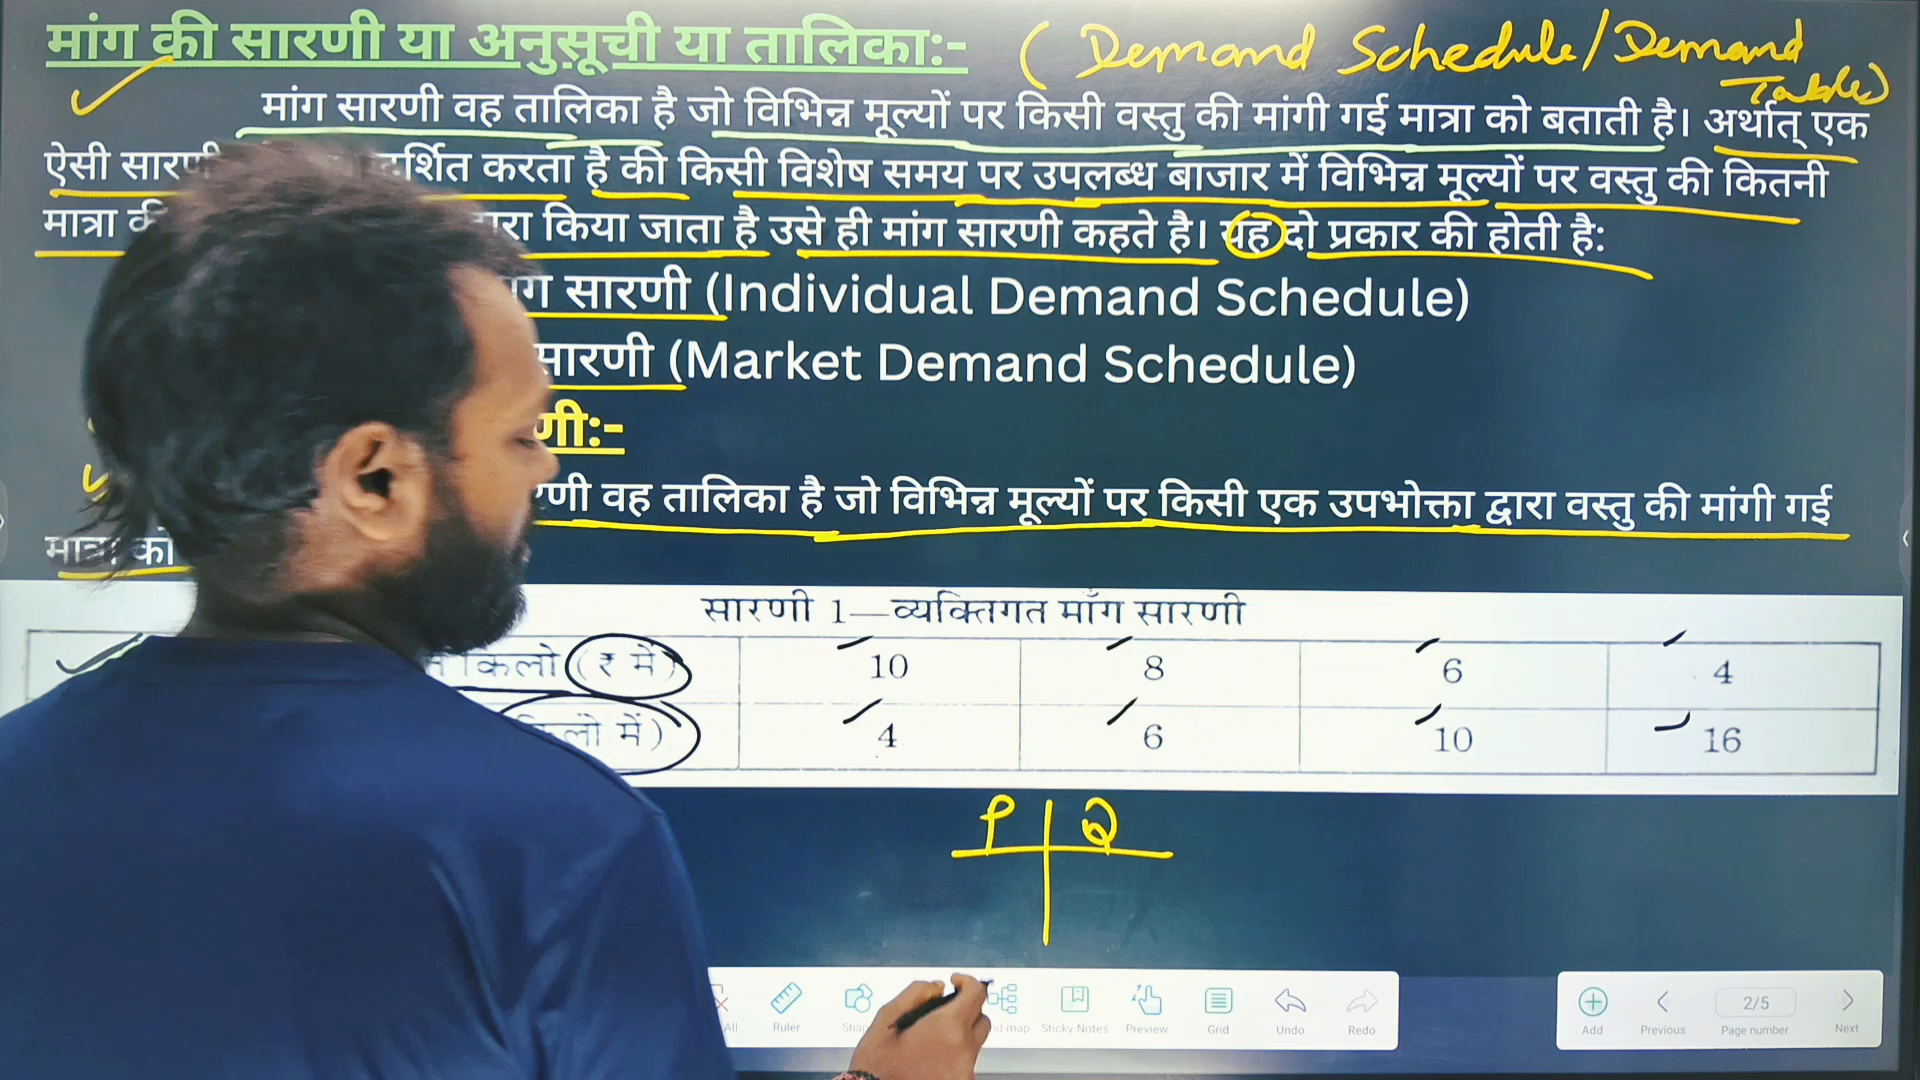 मांग की सारणी या अनुसूची या तालिका:- (Demand Schedule/Demand Table)
मांग सारणी वह तालिका है जो विभिन्न मूल्यों पर किसी वस्तु की मांगी गई मात्रा को बताती है। अर्थात् एक
ऐसी करता है की किसी विशेष समय पर उपलब्ध बाजार में विभिन्न मूल्यों पर वस्तु की कितनी
मात्रा किया जाता है उसे ही मांग सारणी कहते है। यह दो प्रकार की होती है:
सारणी (Individual Demand Schedule)
सारणी (Market Demand Schedule)
वह तालिका है जो विभिन्न मूल्यों पर किसी एक उपभोक्ता द्वारा वस्तु की मांगी गई
मात्रा को
सारणी 1—व्यक्तिगत माँग सारणी
किलो (₹ में) 10 8 6 4
में) 4 6 10 16
P Q
All Ruler map Sticky Notes Preview Grid Undo Redo
Add Previous 2/5 Page number Next